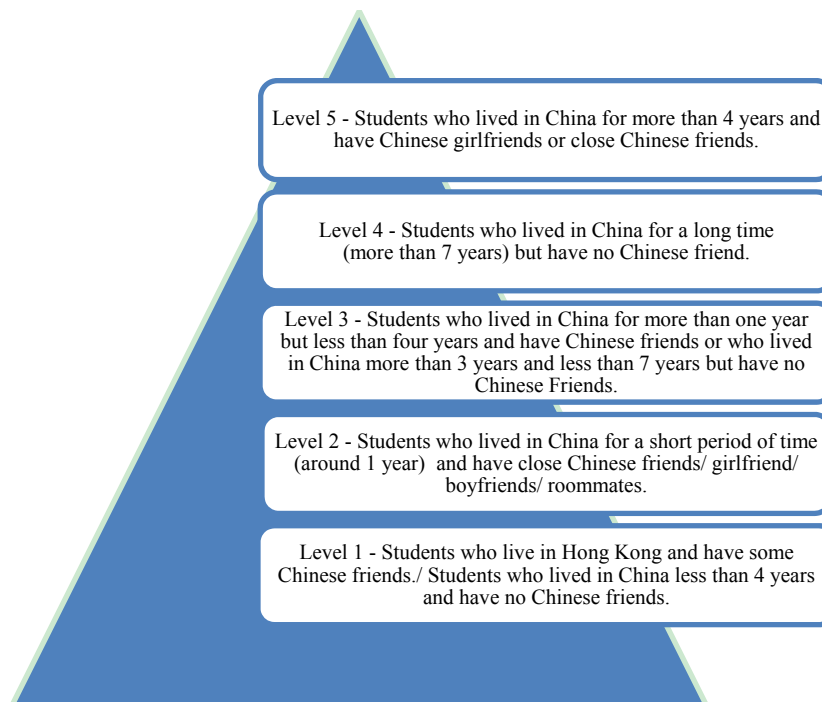 Level 5 - Students who lived in China for more than 4 years and
have Chinese girlfriends or close Chinese friends.
Level 4 - Students who lived in China for a long time
(more than 7 years) but have no Chinese friend.
Level 3 - Students who lived in China for more than one year
but less than four years and have Chinese friends or who lived
in China more than 3 years and less than 7 years but have no
Chinese Friends.
Level 2 - Students who lived in China for a short period of time
(around 1 year)  and have close Chinese friends/ girlfriend/
boyfriends/ roommates.
Level 1 - Students who live in Hong Kong and have some
Chinese friends./ Students who lived in China less than 4 years
and have no Chinese friends.